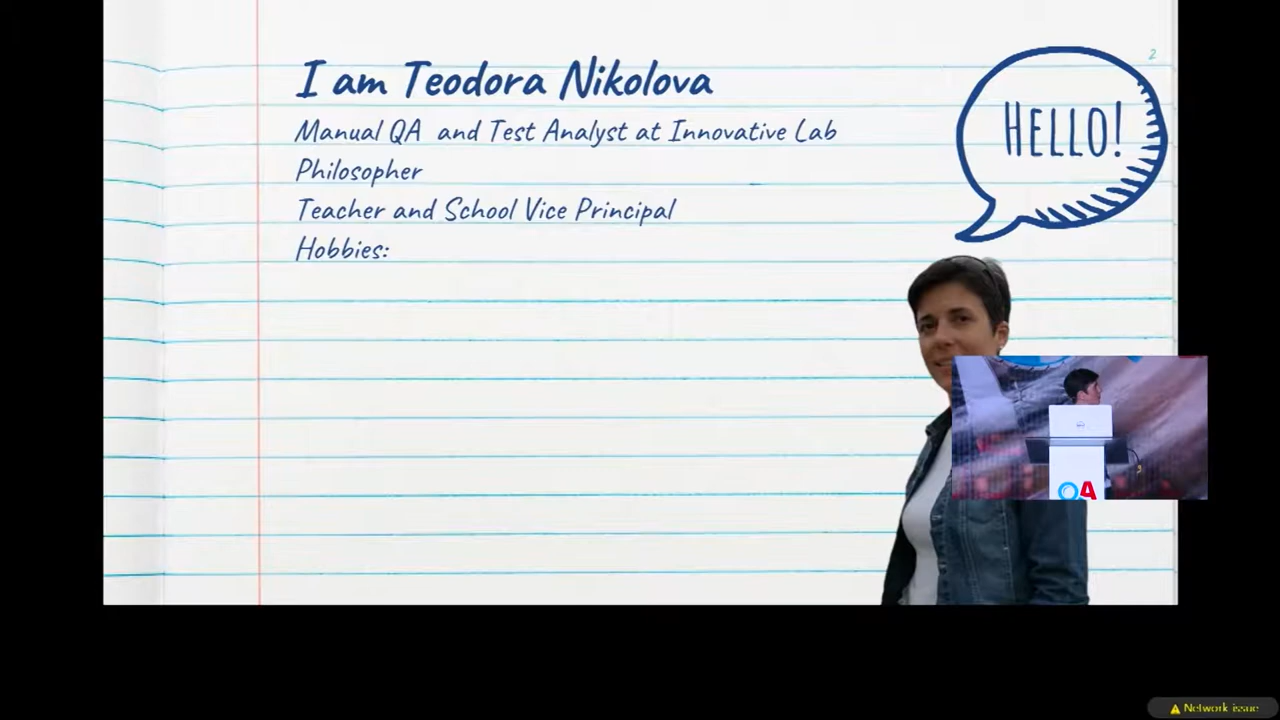 2
I am Teodora Nikolova
HELLO!
Manual QA and Test Analyst at Innovative Lab
Philosopher
Teacher and School Vice Principal
Hobbies:
QA
⚠ Network issue